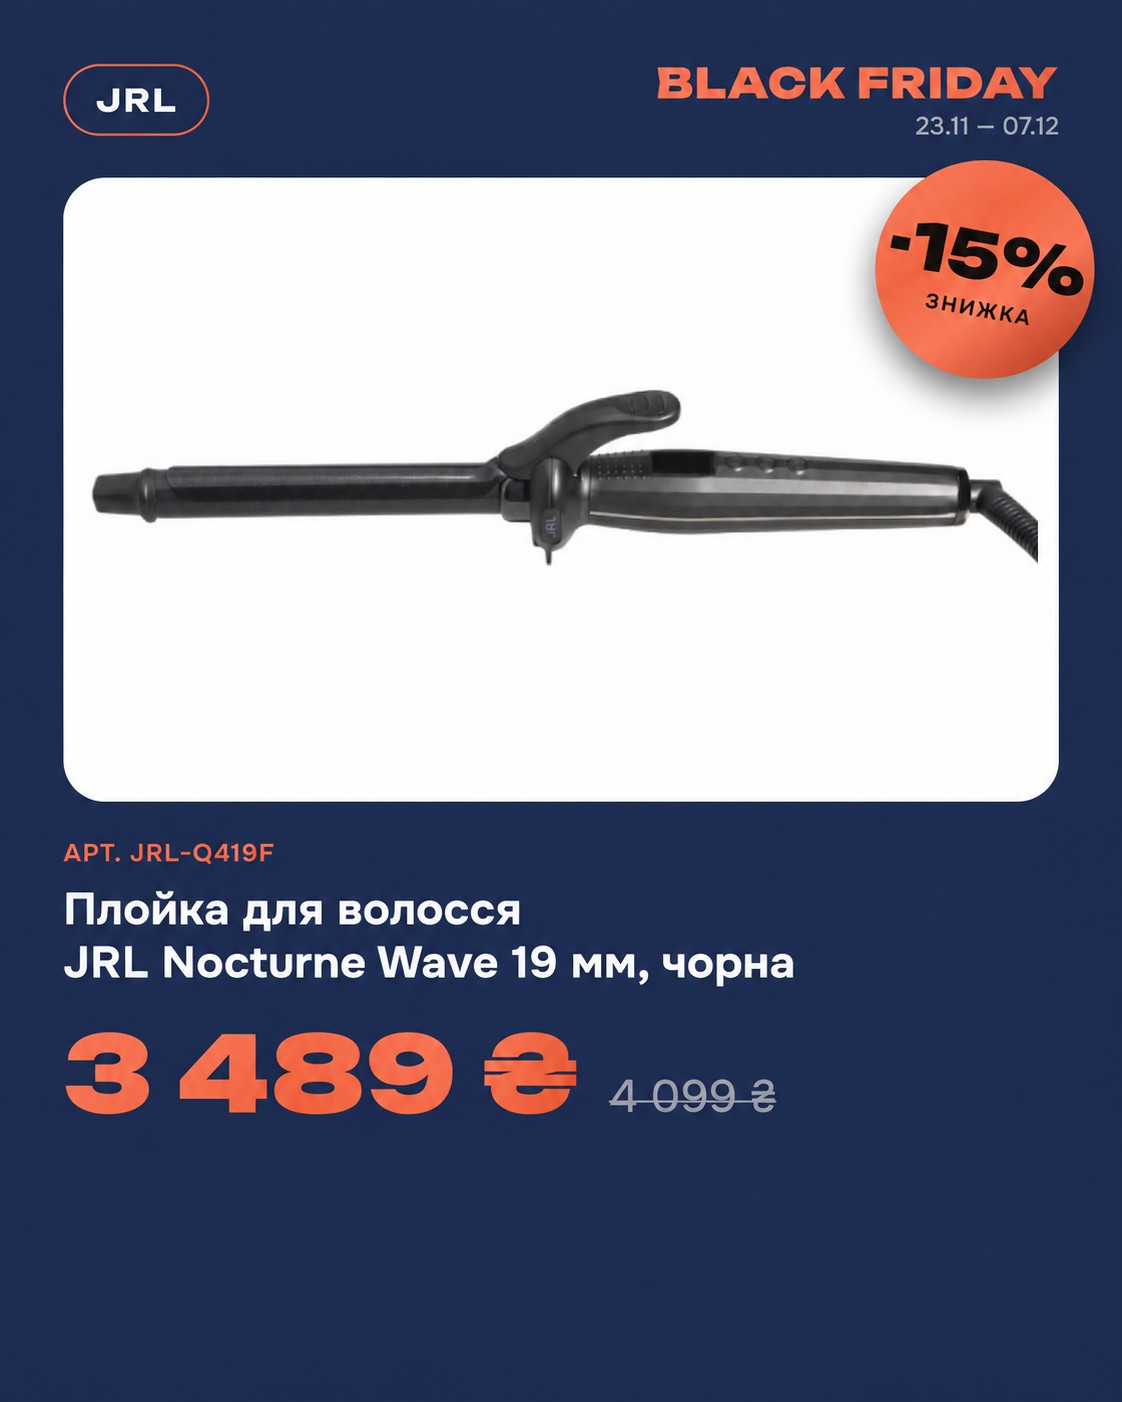 JRL
BLACK FRIDAY
23.11 — 07.12
-15%
ЗНИЖКА
JRL
АРТ. JRL-Q419F
Плойка для волосся
JRL Nocturne Wave 19 мм, чорна
3 489 ₴
4 099 ₴